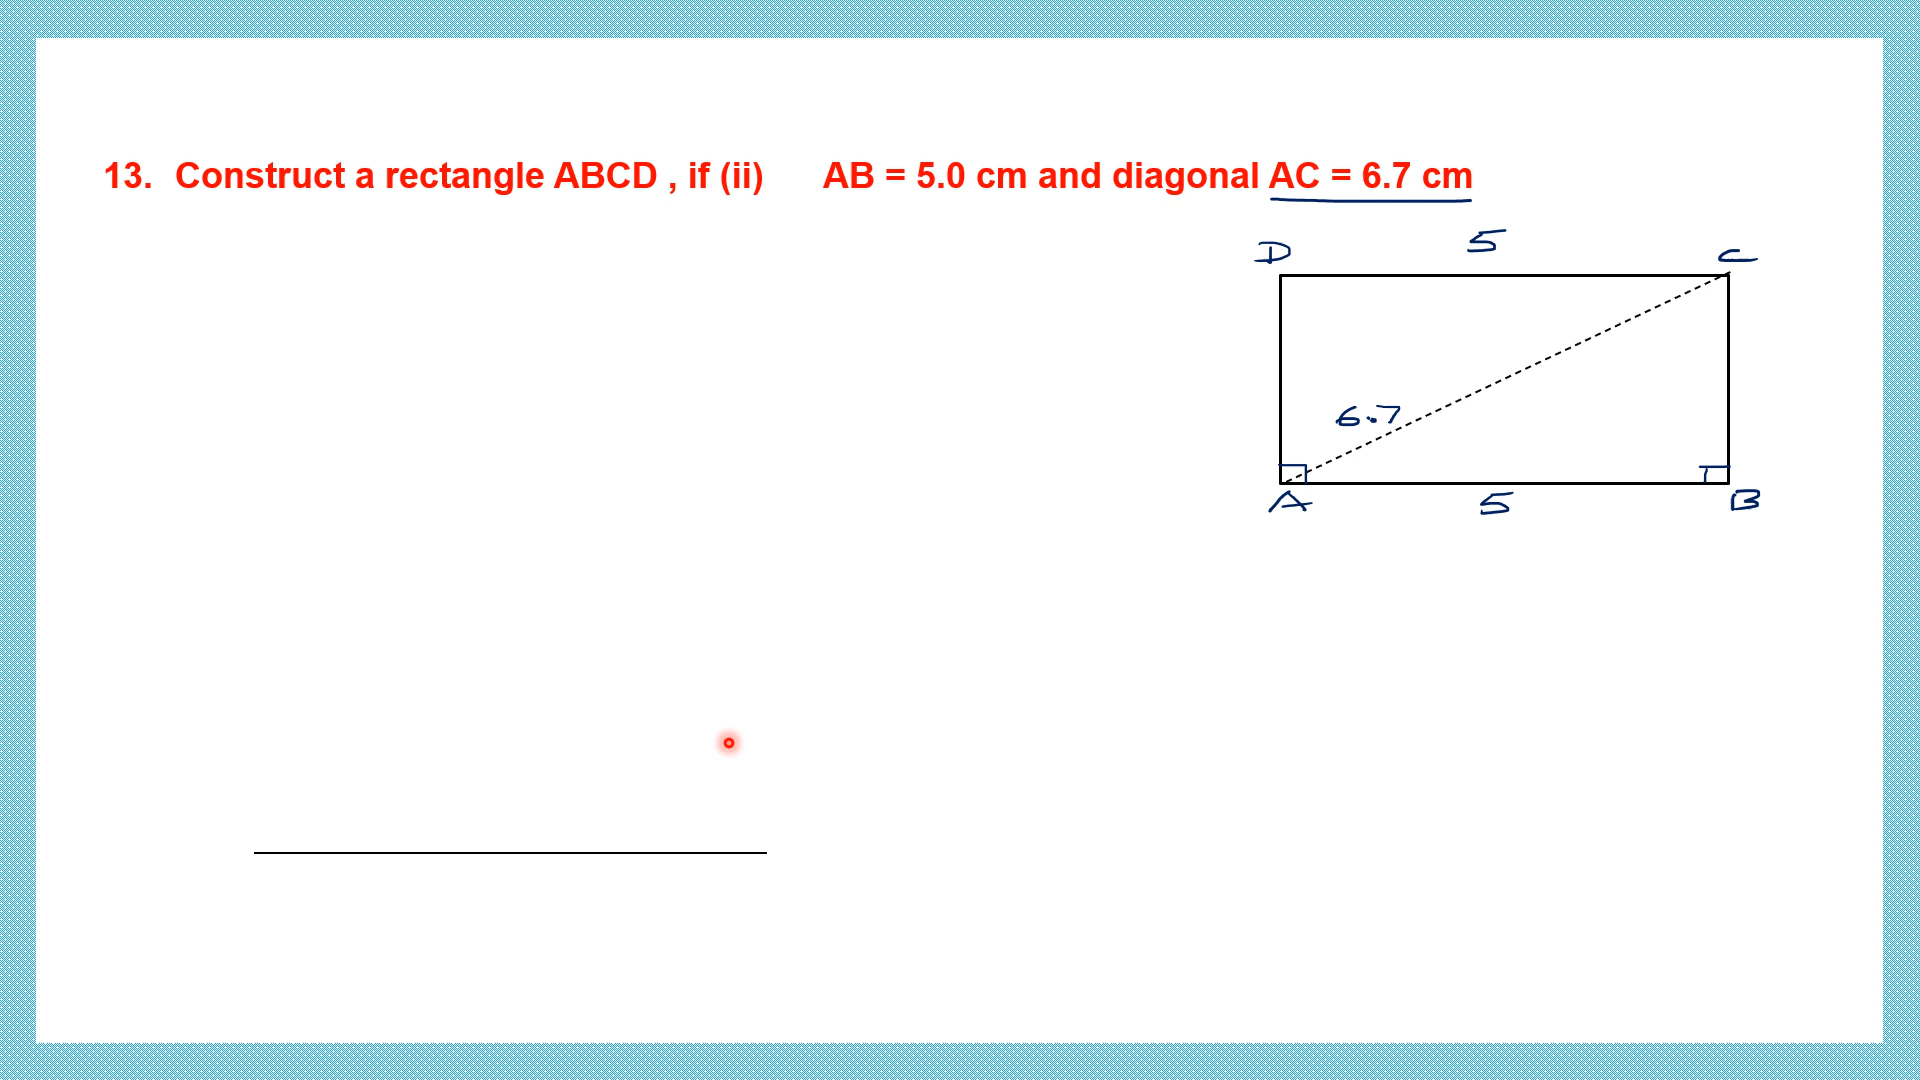 13. Construct a rectangle ABCD , if (ii) AB = 5.0 cm and diagonal AC = 6.7 cm
D 5 C
6.7
A 5 B